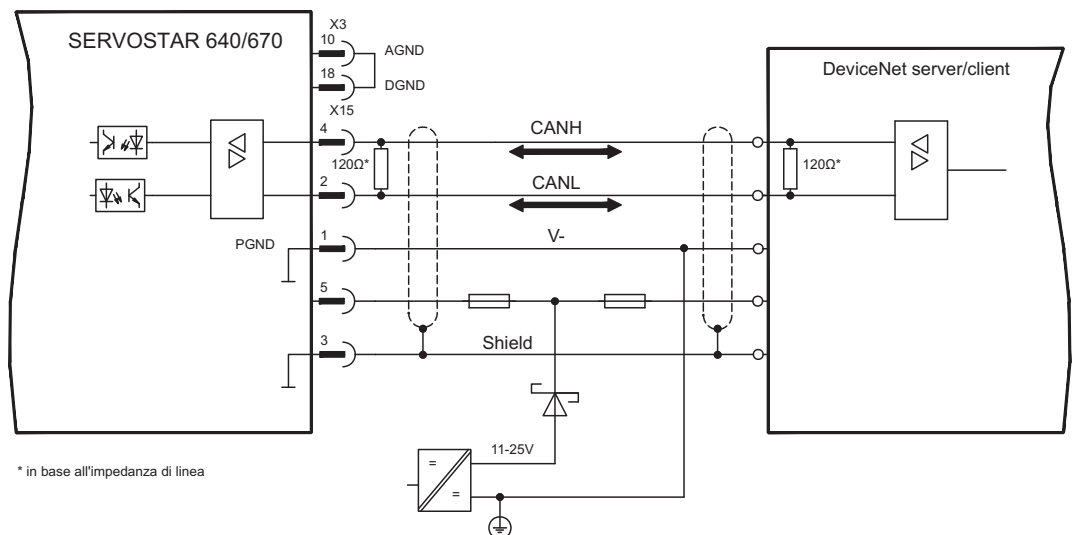 SERVOSTAR 640/670
X3
10
AGND
18
DGND
X15
4
120Ω*
2
PGND
1
5
3
CANH
CANL
V-
Shield
11-25V
=
=
DeviceNet server/client
120Ω*
* in base all'impedanza di linea